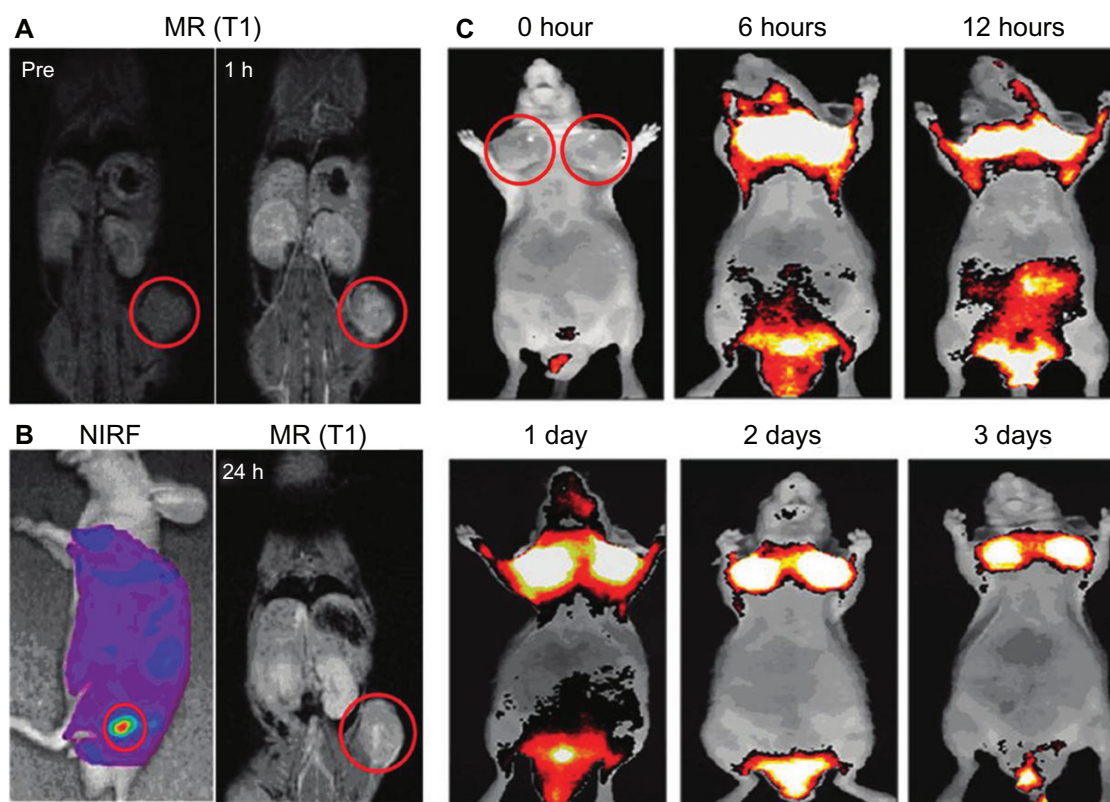 A MR (T1)
Pre 1 h
B NIRF MR (T1)
24 h
C 0 hour 6 hours 12 hours
1 day 2 days 3 days